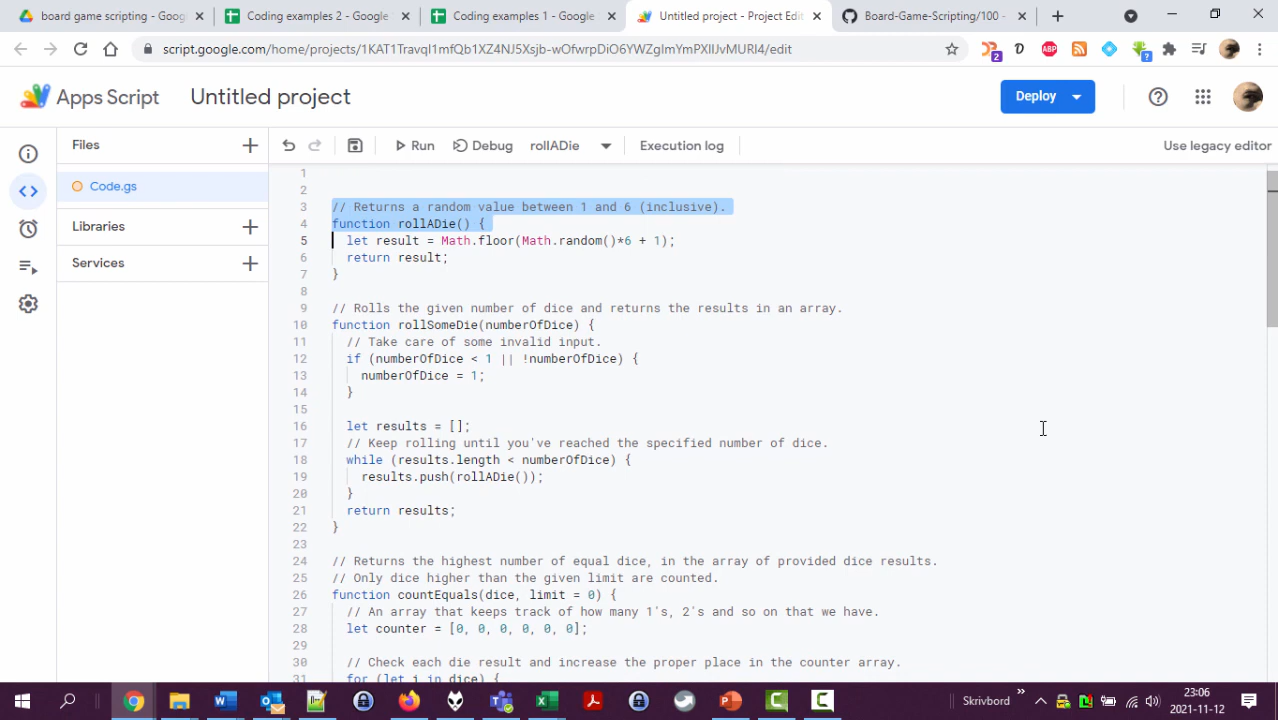 board game scripting - Goog
Coding examples 2 - Google
Coding examples 1 - Google
Untitled project - Project Edit
Board-Game-Scripting/100 -
script.google.com/home/projects/1KAT1TravqI1mfQb1XZ4NJ5Xsjb-wOfwrpDiO6YWZgImYmPXIIJvMURI4/edit
ABP
2
?
Apps Script
Untitled project
Deploy
Files
Run
Debug
rollADie
Execution log
Use legacy editor
Code.gs
Libraries
Services
1
2
3 // Returns a random value between 1 and 6 (inclusive).
4 function rollADie() {
5 let result = Math.floor(Math.random()*6 + 1);
6 return result;
7 }
8
9 // Rolls the given number of dice and returns the results in an array.
10 function rollSomeDie(numberOfDice) {
11 // Take care of some invalid input.
12 if (numberOfDice < 1 || !numberOfDice) {
13 numberOfDice = 1;
14 }
15
16 let results = [];
17 // Keep rolling until you've reached the specified number of dice.
18 while (results.length < numberOfDice) {
19 results.push(rollADie());
20 }
21 return results;
22 }
23
24 // Returns the highest number of equal dice, in the array of provided dice results.
25 // Only dice higher than the given limit are counted.
26 function countEquals(dice, limit = 0) {
27 // An array that keeps track of how many 1's, 2's and so on that we have.
28 let counter = [0, 0, 0, 0, 0, 0];
29
30 // Check each die result and increase the proper place in the counter array.
31 for (let i in dice) {
Skrivbord
23:06
2021-11-12